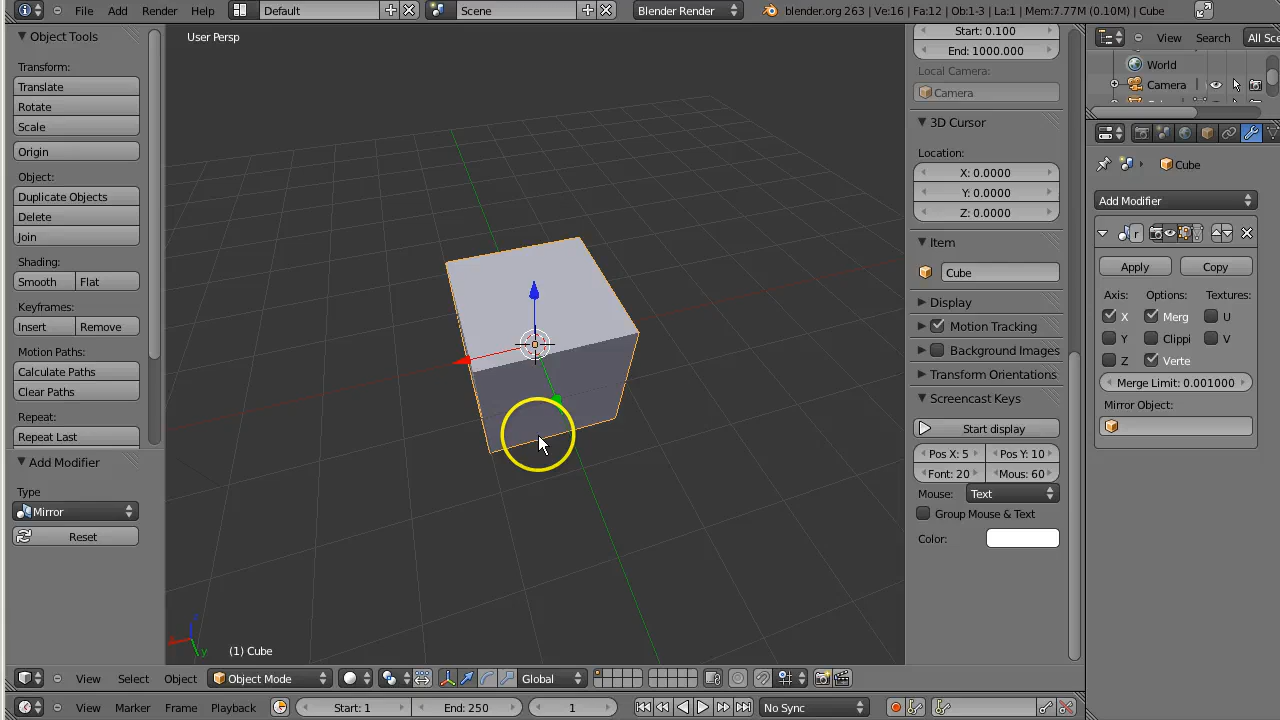 File Add Render Help Default Scene Blender Render blender.org 263 | Ve:16 | Fa:12 | Ob:1-3 | La:1 | Mem:7.77M (0.10M) | Cube
Object Tools
Transform:
Translate
Rotate
Scale
Origin
Object:
Duplicate Objects
Delete
Join
Shading:
Smooth Flat
Keyframes:
Insert Remove
Motion Paths:
Calculate Paths
Clear Paths
Repeat:
Repeat Last
Add Modifier
Type
Mirror
Reset
User Persp
(1) Cube
y
Start: 0.100
End: 1000.000
Local Camera:
Camera
3D Cursor
Location:
X: 0.0000
Y: 0.0000
Z: 0.0000
Item
Cube
Display
Motion Tracking
Background Images
Transform Orientations
Screencast Keys
Start display
Pos X: 5 Pos Y: 10
Font: 20 Mous: 60
Mouse: Text
Group Mouse & Text
Color:
View Search All Sce
World
Camera
Cube
Add Modifier
r
Apply Copy
Axis: Options: Textures:
X Merg U
Y Clippi V
Z Verte
Merge Limit: 0.001000
Mirror Object:
View Select Object Object Mode Global
View Marker Frame Playback Start: 1 End: 250 1 No Sync